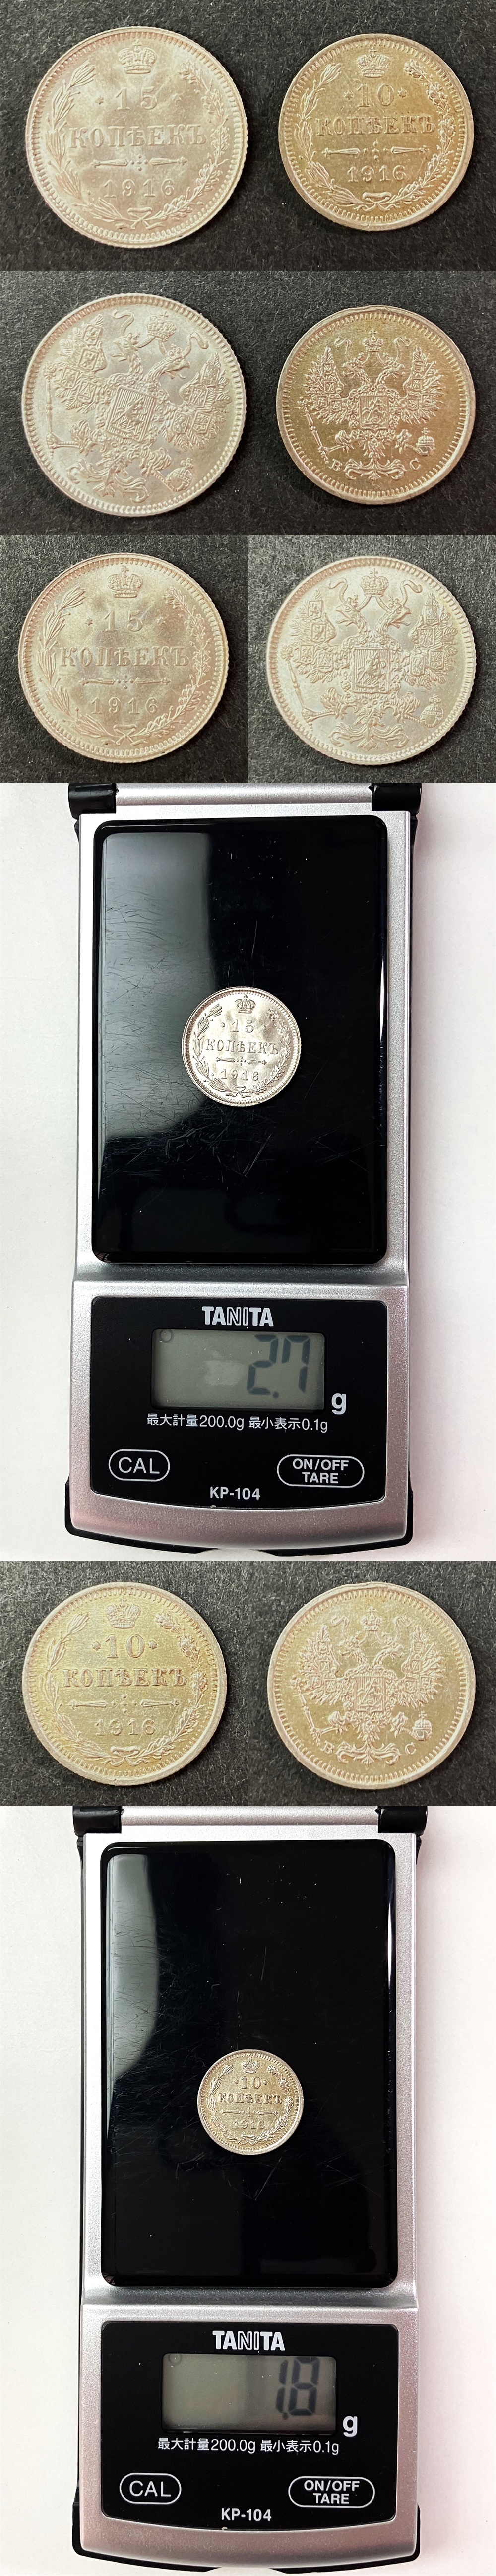 15
КОПѢЕКЪ
1916
10
КОПѢЕКЪ
1916
В С
15
КОПѢЕКЪ
1916
15
КОПѢЕКЪ
TANITA
2.7 g
最大計量200.0g 最小表示0.1g
CAL
ON/OFF
TARE
KP-104
10
КОПѢЕКЪ
1916
В С
10
КОПѢЕКЪ
TANITA
1.8 g
最大計量200.0g 最小表示0.1g
CAL
ON/OFF
TARE
KP-104